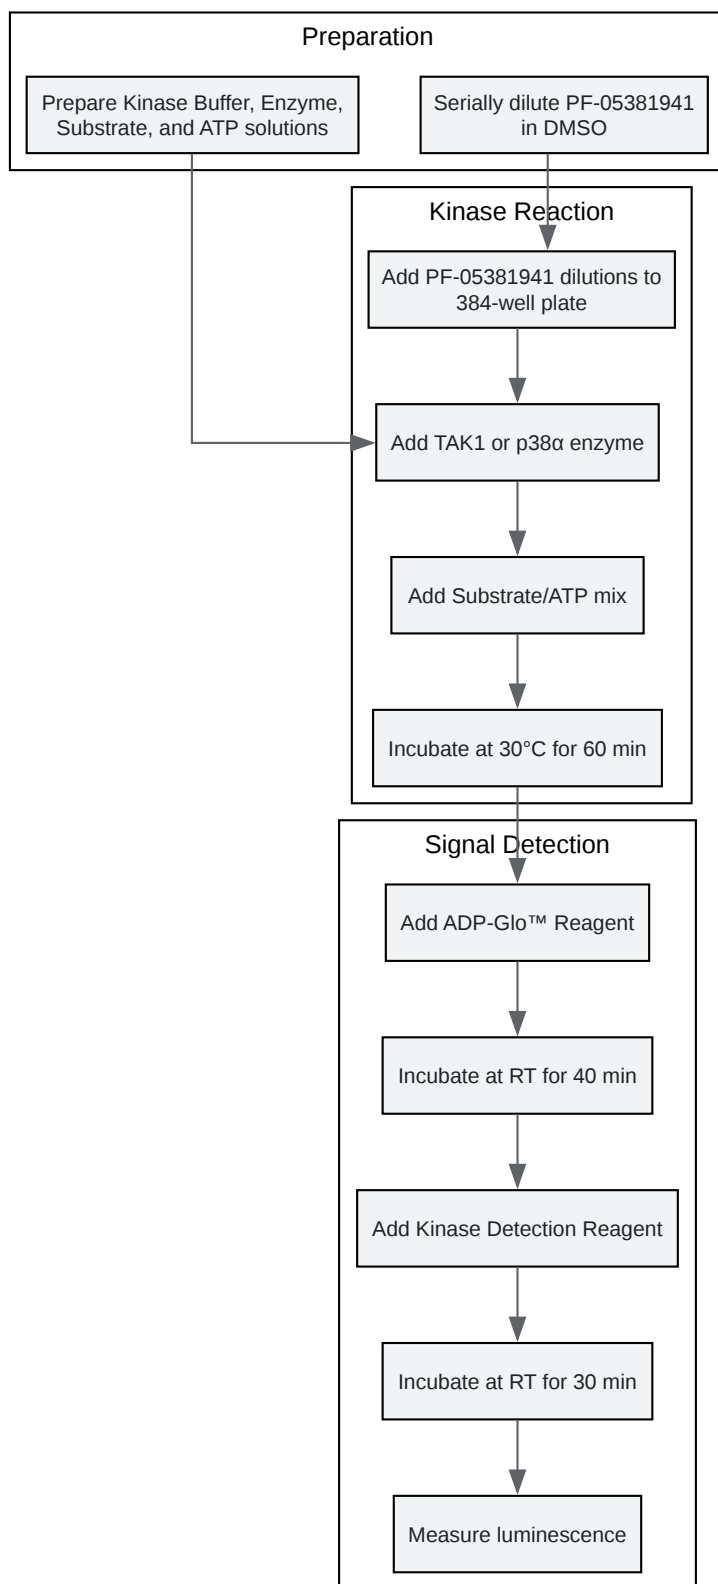 Preparation
Prepare Kinase Buffer, Enzyme,
Substrate, and ATP solutions
Serially dilute PF-05381941
in DMSO
Kinase Reaction
Add PF-05381941 dilutions to
384-well plate
Add TAK1 or p38α enzyme
Add Substrate/ATP mix
Incubate at 30°C for 60 min
Signal Detection
Add ADP-Glo™ Reagent
Incubate at RT for 40 min
Add Kinase Detection Reagent
Incubate at RT for 30 min
Measure luminescence